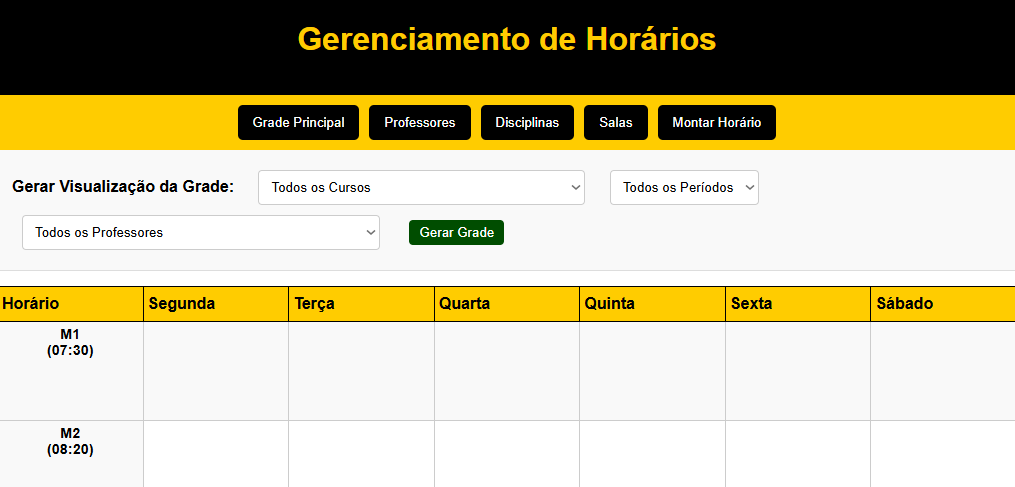 Gerenciamento de Horários
Grade Principal Professores Disciplinas Salas Montar Horário
Gerar Visualização da Grade: Todos os Cursos Todos os Períodos
Todos os Professores Gerar Grade
Horário Segunda Terça Quarta Quinta Sexta Sábado
M1
(07:30)
M2
(08:20)